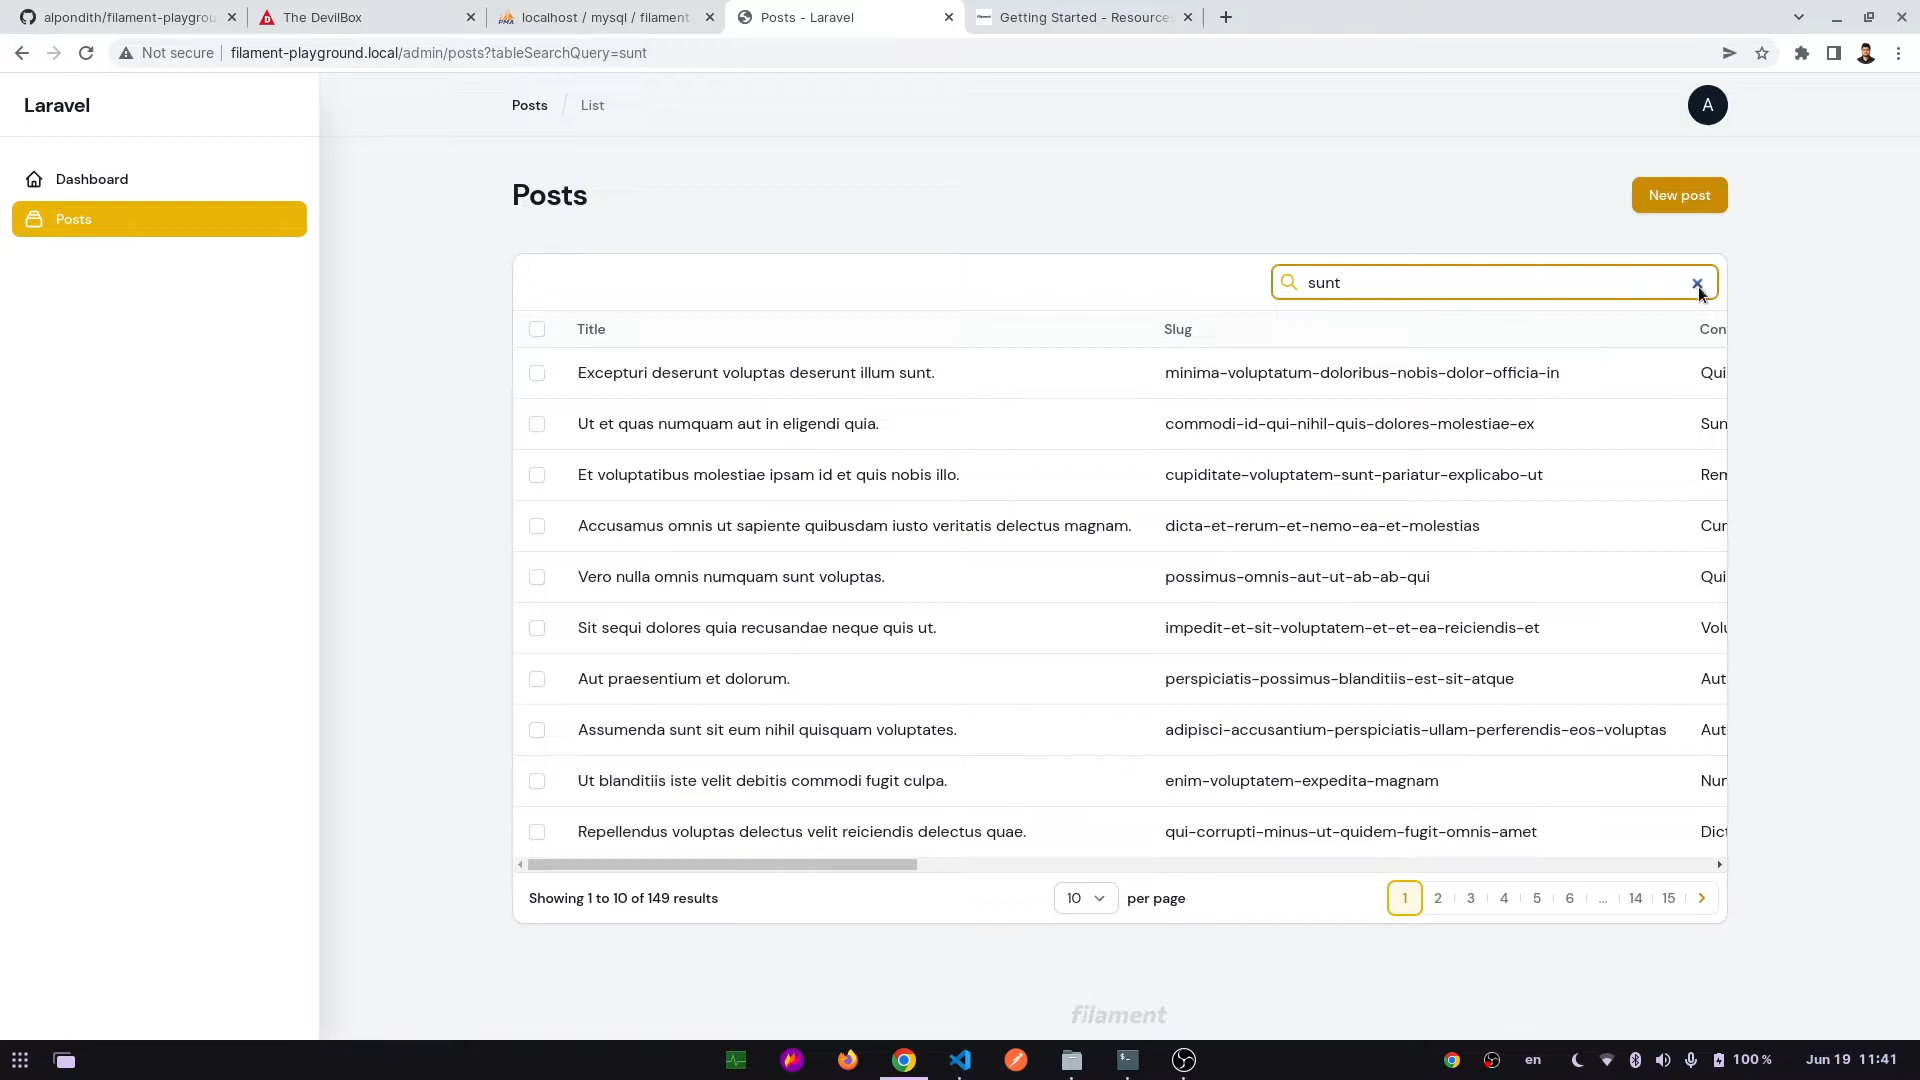 alpondith/filament-playgrou
The DevilBox
localhost / mysql / filament
Posts - Laravel
Getting Started - Resource
Not secure
filament-playground.local/admin/posts?tableSearchQuery=sunt
Laravel
Posts
List
A
Dashboard
Posts
Posts
New post
sunt
Title
Slug
Con
Excepturi deserunt voluptas deserunt illum sunt.
minima-voluptatum-doloribus-nobis-dolor-officia-in
Qui
Ut et quas numquam aut in eligendi quia.
commodi-id-qui-nihil-quis-dolores-molestiae-ex
Sun
Et voluptatibus molestiae ipsam id et quis nobis illo.
cupiditate-voluptatem-sunt-pariatur-explicabo-ut
Rem
Accusamus omnis ut sapiente quibusdam iusto veritatis delectus magnam.
dicta-et-rerum-et-nemo-ea-et-molestias
Cur
Vero nulla omnis numquam sunt voluptas.
possimus-omnis-aut-ut-ab-ab-qui
Qui
Sit sequi dolores quia recusandae neque quis ut.
impedit-et-sit-voluptatem-et-et-ea-reiciendis-et
Volu
Aut praesentium et dolorum.
perspiciatis-possimus-blanditiis-est-sit-atque
Aut
Assumenda sunt sit eum nihil quisquam voluptates.
adipisci-accusantium-perspiciatis-ullam-perferendis-eos-voluptas
Aut
Ut blanditiis iste velit debitis commodi fugit culpa.
enim-voluptatem-expedita-magnam
Repellendus voluptas delectus velit reiciendis delectus quae.
qui-corrupti-minus-ut-quidem-fugit-omnis-amet
Dict
Showing 1 to 10 of 149 results
10
per page
1 2 3 4 5 6 ... 14 15
filament
en
100 %
Jun 19 11:41